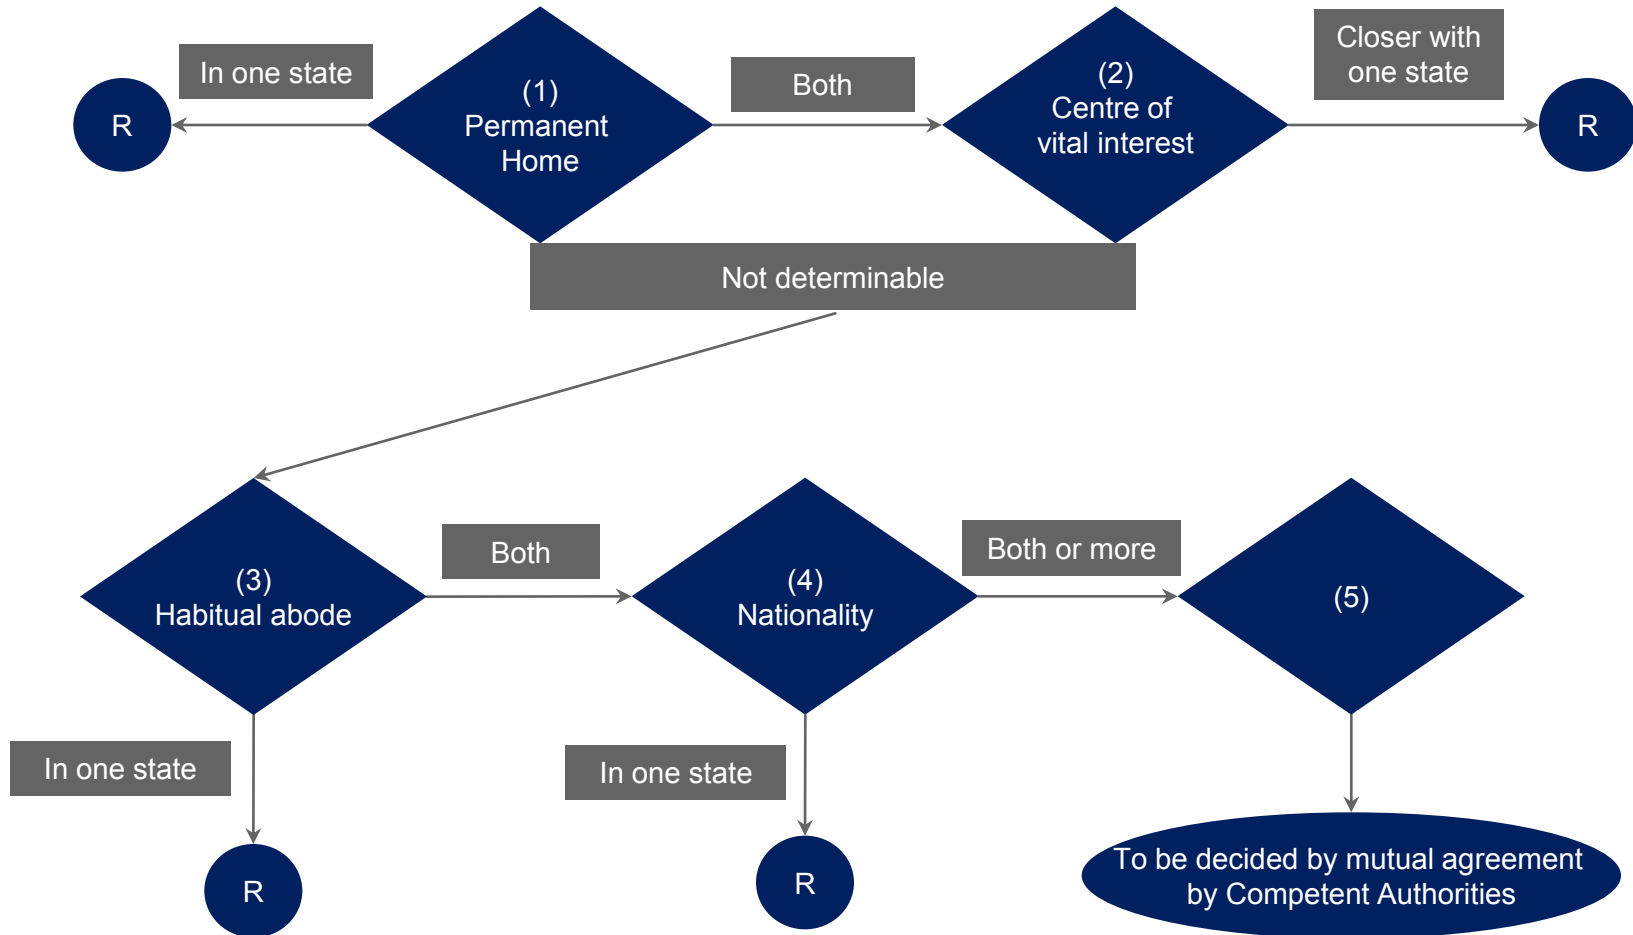 In one state
R
(1)
Permanent
Home
Both
(2)
Centre of
vital interest
Closer with
one state
R
Not determinable
(3)
Habitual abode
Both
(4)
Nationality
Both or more
(5)
In one state
R
In one state
R
To be decided by mutual agreement
by Competent Authorities